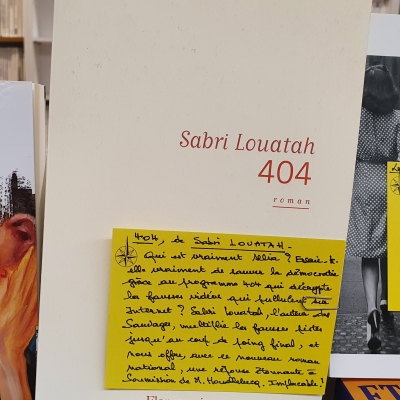 Sabri Louatah
404
roman
404, de Sabri LOUATAH.
Qui est vraiment Allia ? Essaie-t-
elle vraiment de sauver la démocratie
grâce au programme 404 qui décrypte
les fausses vidéos qui pullulent sur
Internet ? Sabri Louatah, l'auteur des
Sauvages, multiplie les fausses pistes
jusqu'au coup de poing final, et
nous offre, avec ce nouveau roman
national, une réponse étonnante à
Soumission de M. Houellebecq. Implacable !